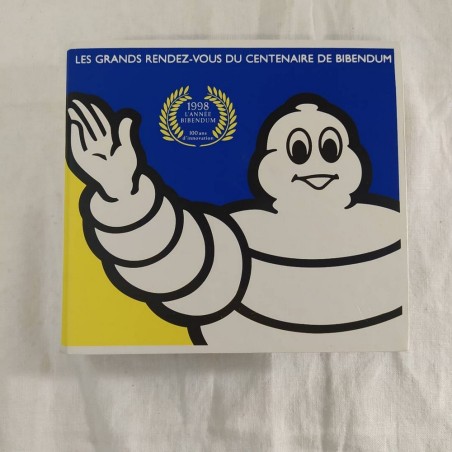 LES GRANDS RENDEZ-VOUS DU CENTENAIRE DE BIBENDUM
1998
L'ANNÉE
BIBENDUM
100 ans
d'innovation